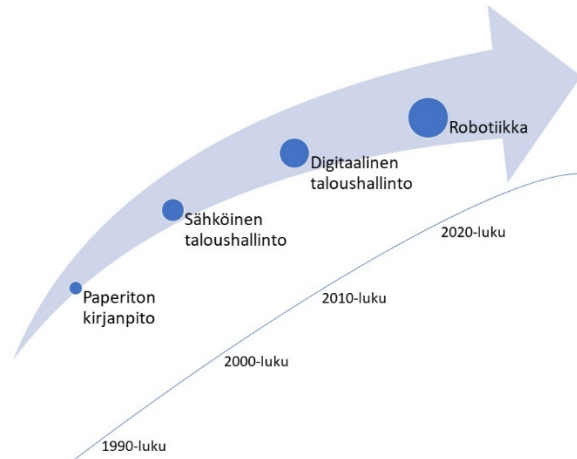 Robotiikka
Digitaalinen
taloushallinto
Sähköinen
taloushallinto
Paperiton
kirjanpito
2020-luku
2010-luku
2000-luku
1990-luku